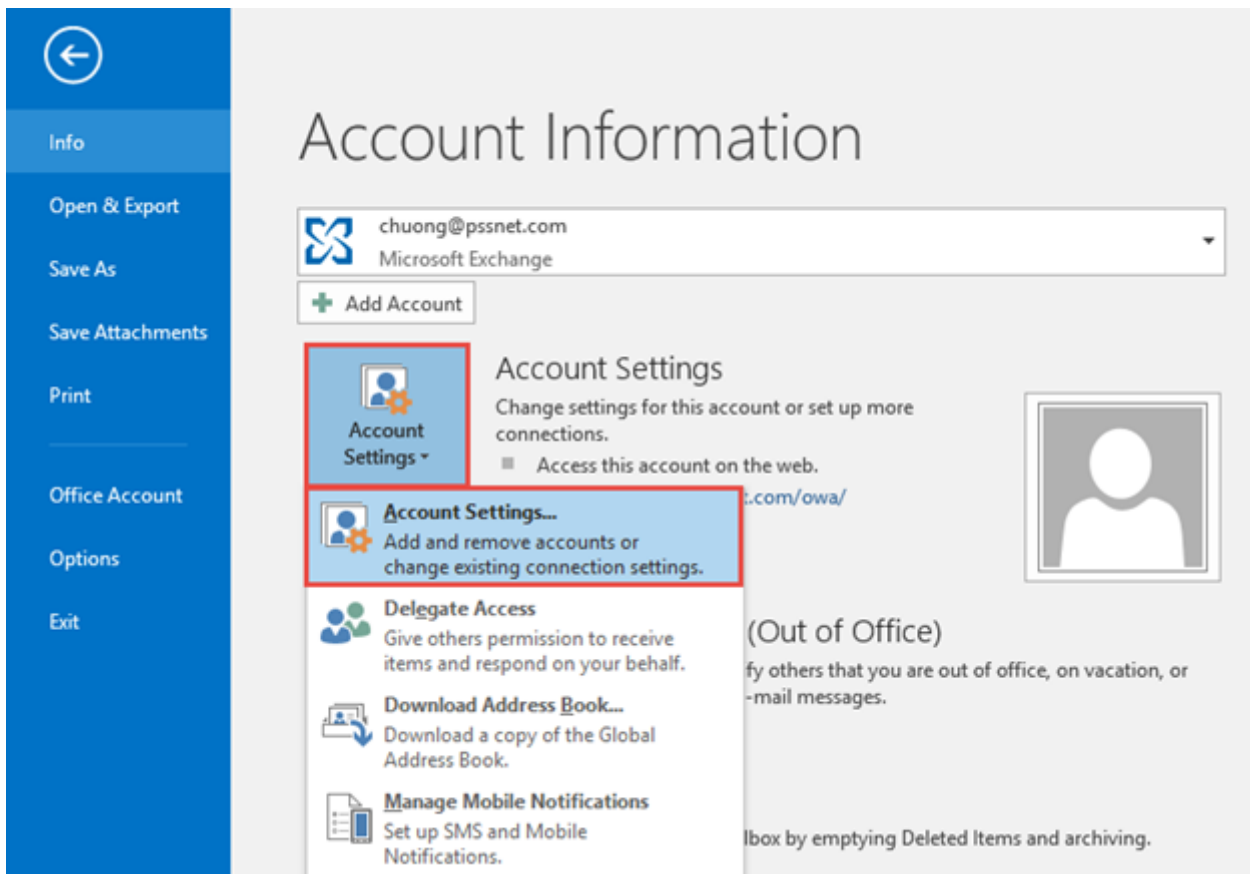 Info
Open & Export
Save As
Save Attachments
Print
Office Account
Options
Exit
Account Information
chuong@pssnet.com
Microsoft Exchange
Add Account
Account
Settings
Account Settings
Change settings for this account or set up more
connections.
Access this account on the web.
.com/owa/
Account Settings...
Add and remove accounts or
change existing connection settings.
Delegate Access
Give others permission to receive
items and respond on your behalf.
Download Address Book...
Download a copy of the Global
Address Book.
Manage Mobile Notifications
Set up SMS and Mobile
Notifications.
(Out of Office)
fy others that you are out of office, on vacation, or
-mail messages.
lbox by emptying Deleted Items and archiving.